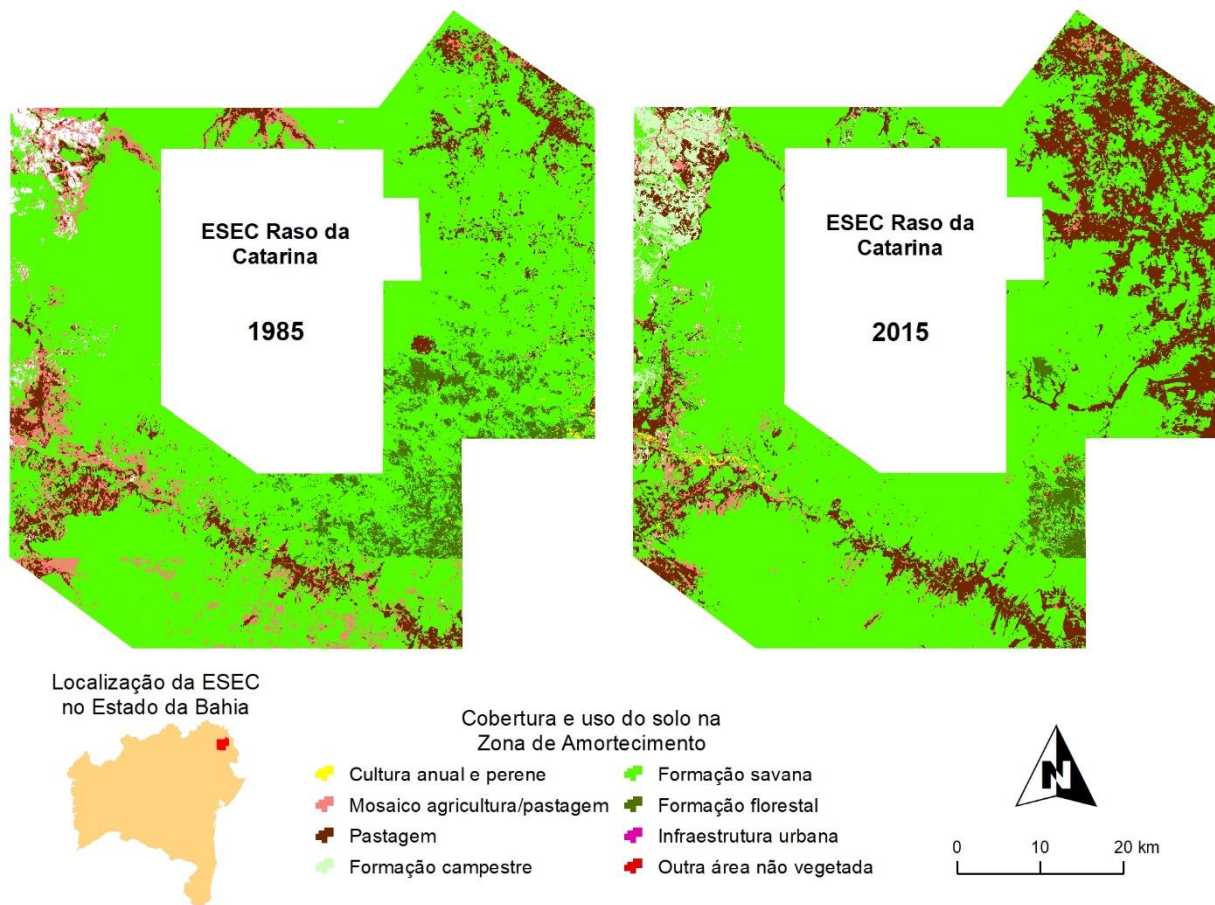 ESEC Raso da
Catarina
1985
ESEC Raso da
Catarina
2015
Localização da ESEC
no Estado da Bahia
Cobertura e uso do solo na
Zona de Amortecimento
Cultura anual e perene
Mosaico agricultura/pastagem
Pastagem
Formação campestre
Formação savana
Formação florestal
Infraestrutura urbana
Outra área não vegetada
N
0 10 20 km